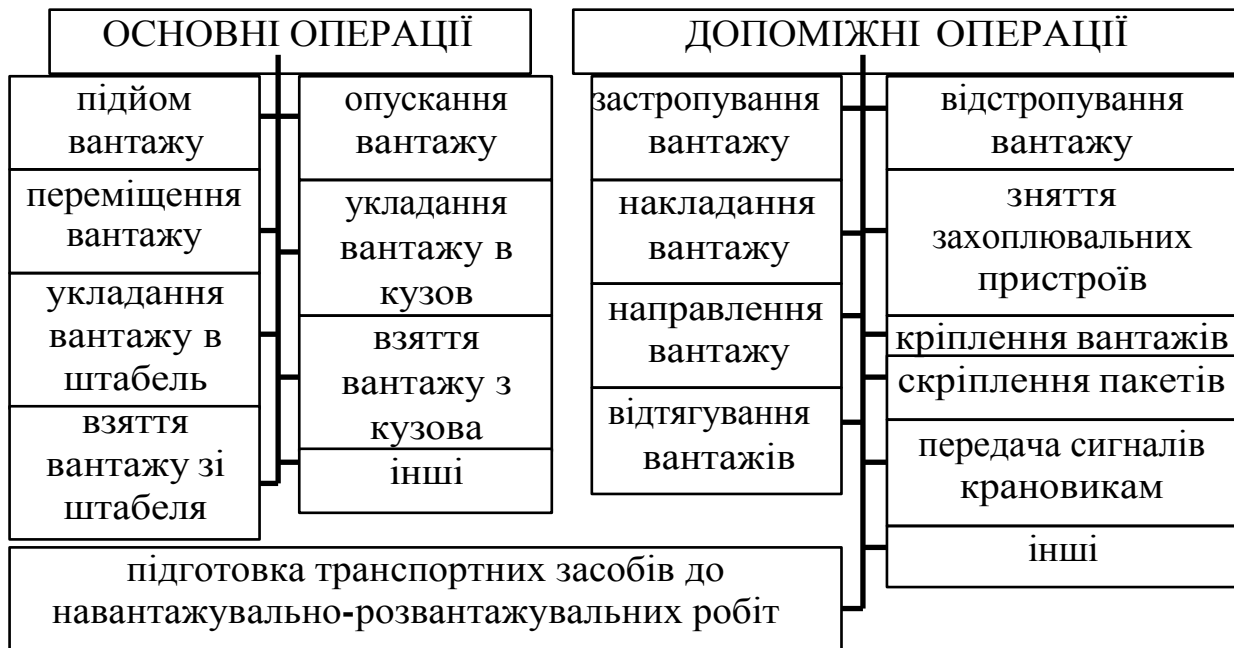 ОСНОВНІ ОПЕРАЦІЇ
підйом
вантажу
переміщення
вантажу
укладання
вантажу в
штабель
взяття
вантажу зі
штабеля
опускання
вантажу
укладання
вантажу в
кузов
взяття
вантажу з
кузова
інші
ДОПОМІЖНІ ОПЕРАЦІЇ
застропування
вантажу
накладання
вантажу
направлення
вантажу
відтягування
вантажів
відстропування
вантажу
зняття
захоплювальних
пристроїв
кріплення вантажів
скріплення пакетів
передача сигналів
крановикам
інші
підготовка транспортних засобів до
навантажувально-розвантажувальних робіт